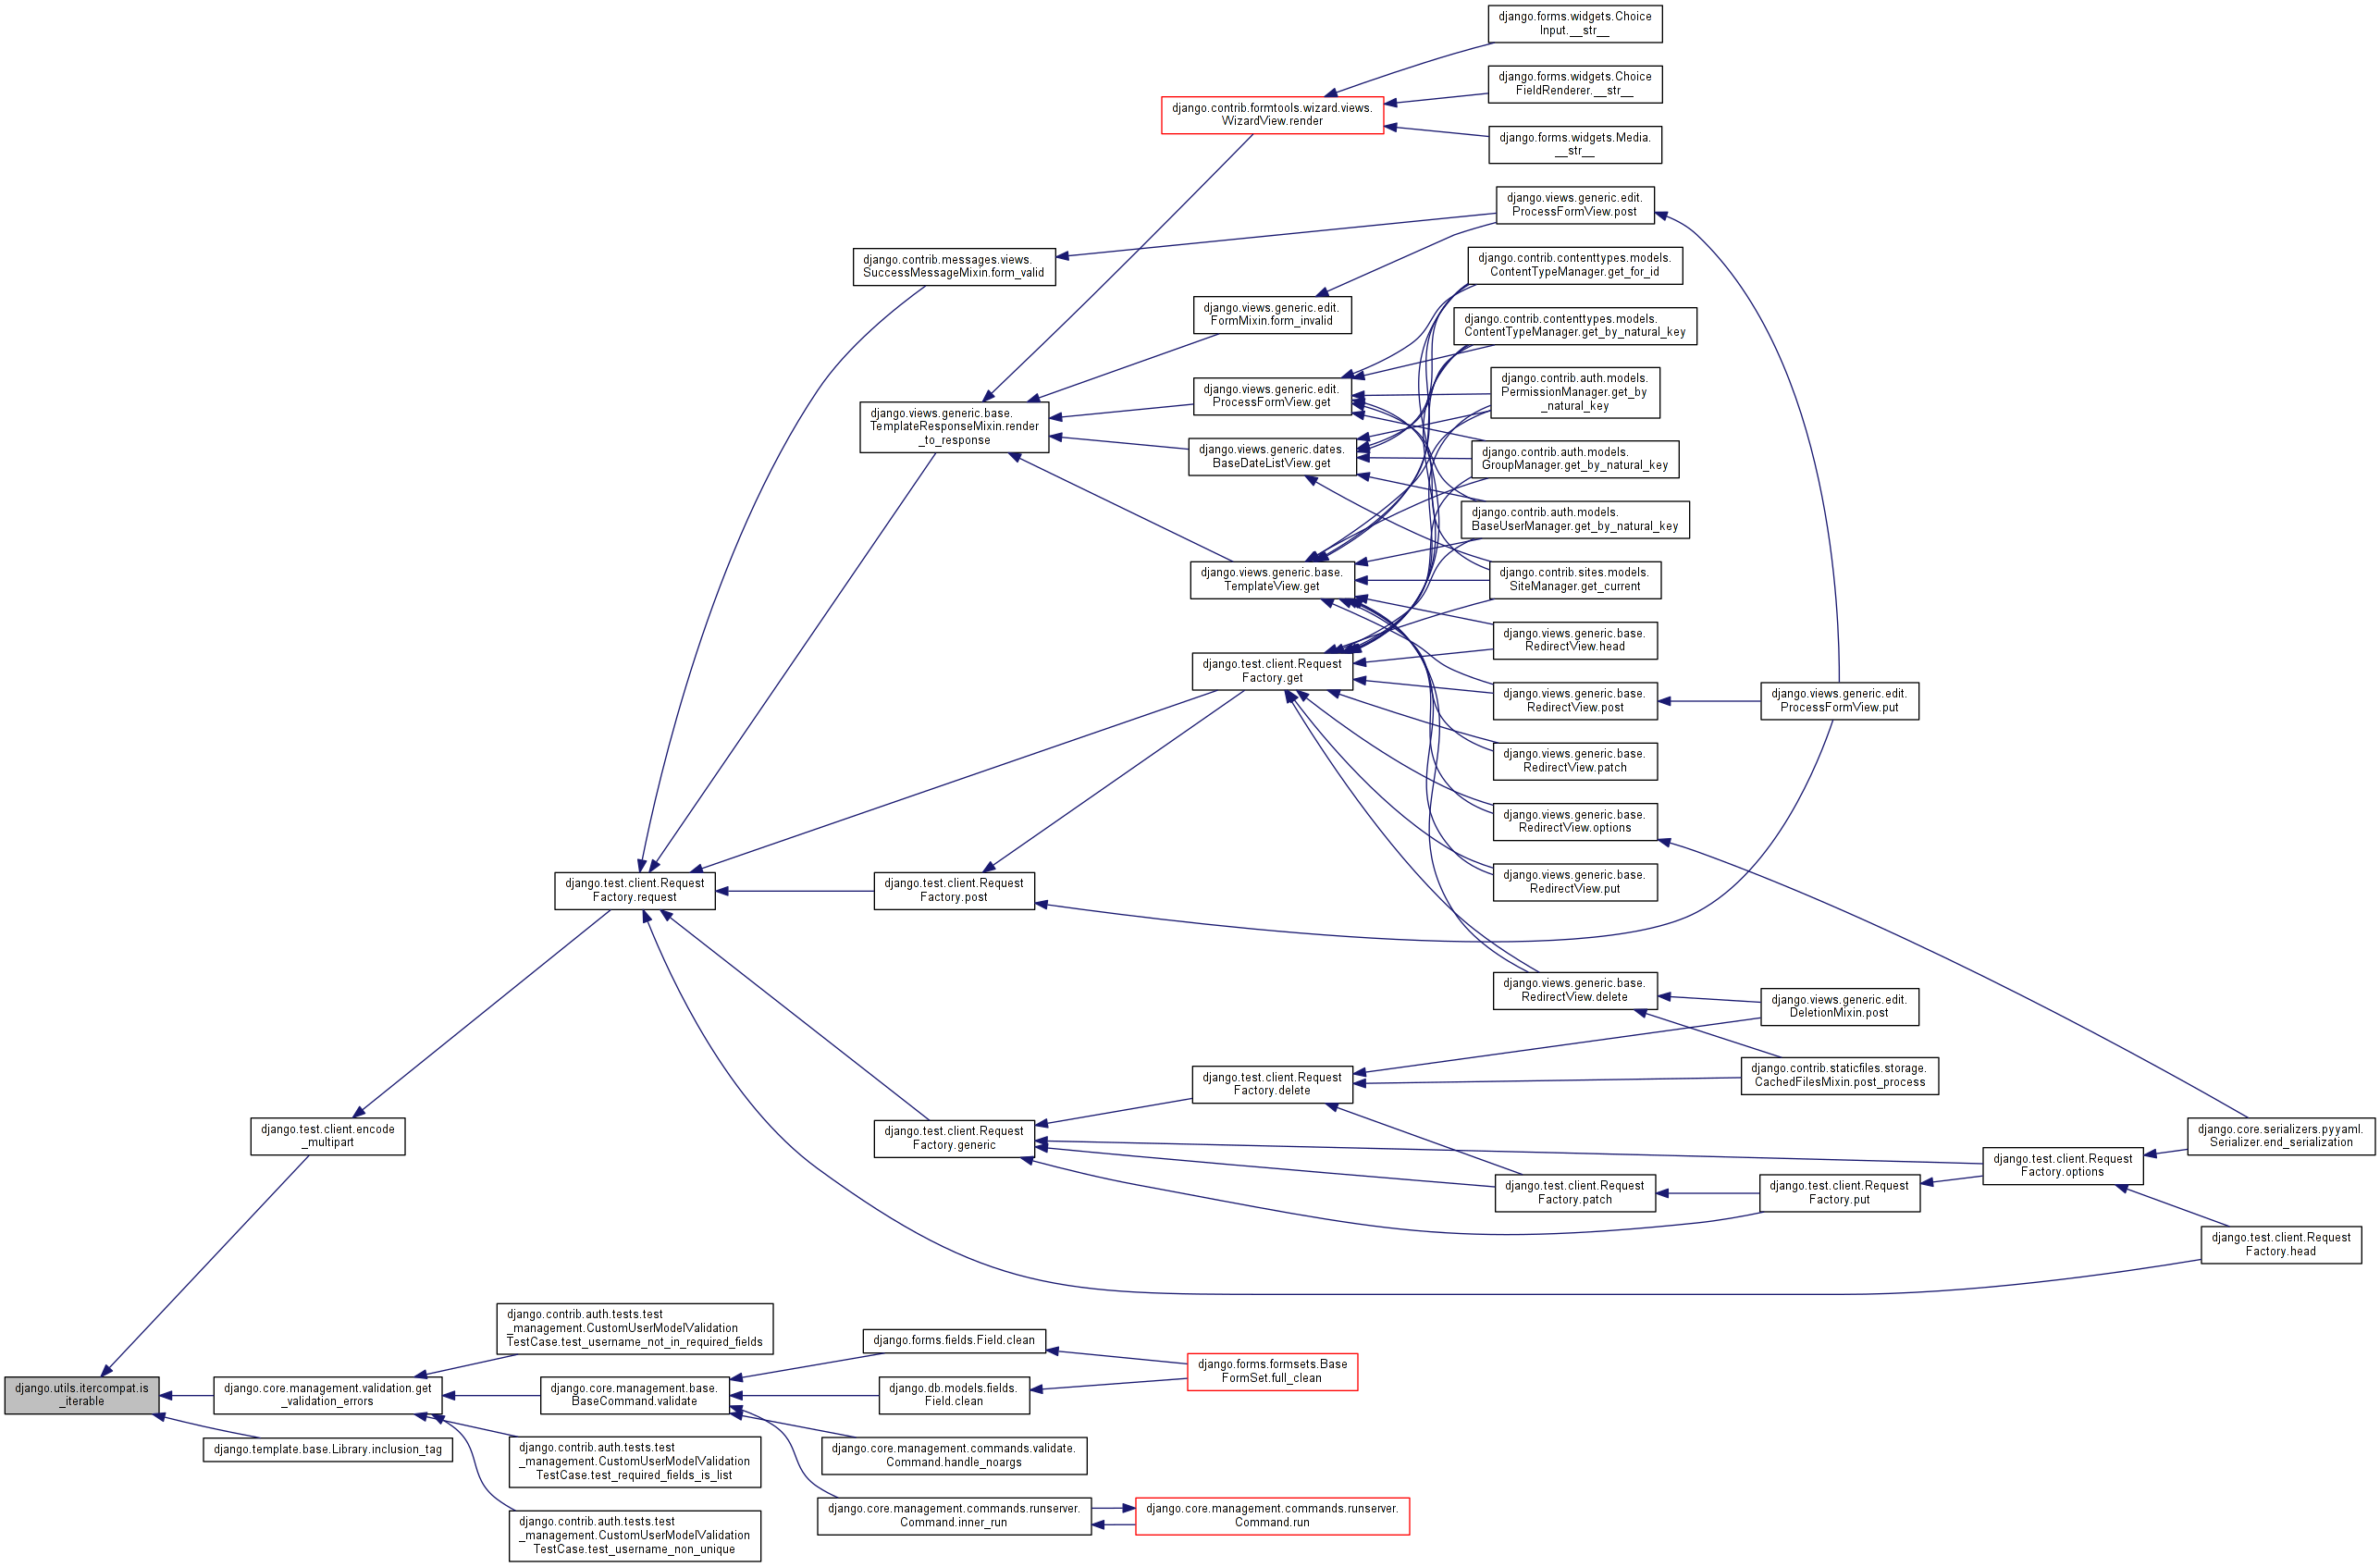 django.forms.widgets.Choice
Input.__str__
django.forms.widgets.Choice
FieldRenderer.__str__
django.contrib.formtools.wizard.views.
WizardView.render
django.forms.widgets.Media.
__str__
django.views.generic.edit.
ProcessFormView.post
django.contrib.messages.views.
SuccessMessageMixin.form_valid
django.contrib.contenttypes.models.
ContentTypeManager.get_for_id
django.views.generic.edit.
FormMixin.form_invalid
django.contrib.contenttypes.models.
ContentTypeManager.get_by_natural_key
django.views.generic.edit.
ProcessFormView.get
django.contrib.auth.models.
PermissionManager.get_by
_natural_key
django.views.generic.base.
TemplateResponseMixin.render
_to_response
django.views.generic.dates.
BaseDateListView.get
django.contrib.auth.models.
GroupManager.get_by_natural_key
django.contrib.auth.models.
BaseUserManager.get_by_natural_key
django.views.generic.base.
TemplateView.get
django.contrib.sites.models.
SiteManager.get_current
django.views.generic.base.
RedirectView.head
django.test.client.Request
Factory.get
django.views.generic.base.
RedirectView.post
django.views.generic.edit.
ProcessFormView.put
django.views.generic.base.
RedirectView.patch
django.views.generic.base.
RedirectView.options
django.test.client.Request
Factory.request
django.test.client.Request
Factory.post
django.views.generic.base.
RedirectView.put
django.views.generic.base.
RedirectView.delete
django.views.generic.edit.
DeletionMixin.post
django.contrib.staticfiles.storage.
CachedFilesMixin.post_process
django.test.client.Request
Factory.delete
django.test.client.encode
_multipart
django.test.client.Request
Factory.generic
django.core.serializers.pyyaml.
Serializer.end_serialization
django.test.client.Request
Factory.options
django.test.client.Request
Factory.patch
django.test.client.Request
Factory.put
django.test.client.Request
Factory.head
django.contrib.auth.tests.test
_management.CustomUserModelValidation
TestCase.test_username_not_in_required_fields
django.forms.fields.Field.clean
django.forms.formsets.Base
FormSet.full_clean
django.utils.itercompat.is
_iterable
django.core.management.validation.get
_validation_errors
django.core.management.base.
BaseCommand.validate
django.db.models.fields.
Field.clean
django.template.base.Library.inclusion_tag
django.contrib.auth.tests.test
_management.CustomUserModelValidation
TestCase.test_required_fields_is_list
django.core.management.commands.validate.
Command.handle_noargs
django.core.management.commands.runserver.
Command.inner_run
django.core.management.commands.runserver.
Command.run
django.contrib.auth.tests.test
_management.CustomUserModelValidation
TestCase.test_username_non_unique